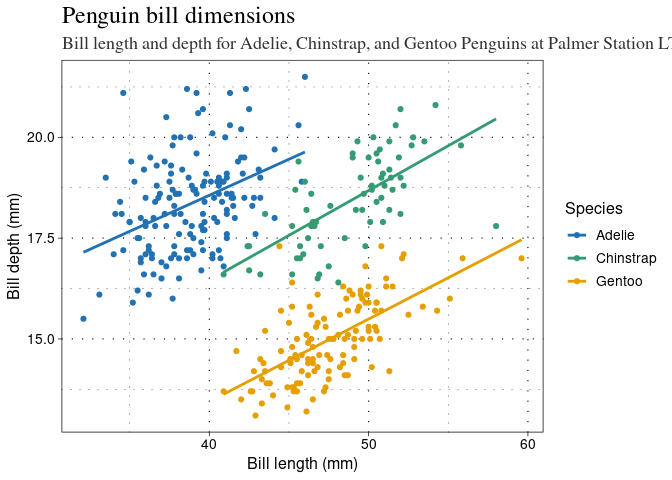 Penguin bill dimensions
Bill length and depth for Adelie, Chinstrap, and Gentoo Penguins at Palmer Station
20.0
17.5
15.0
Bill depth (mm)
40
50
60
Bill length (mm)
Species
Adelie
Chinstrap
Gentoo